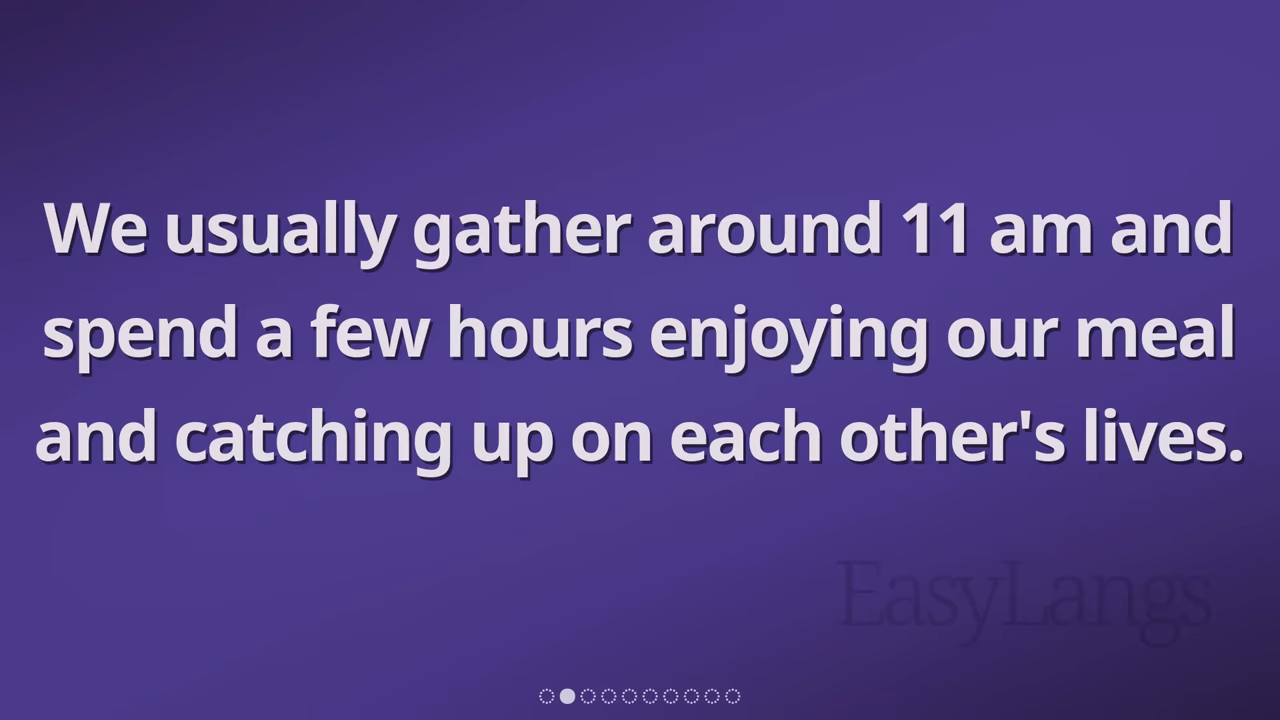 We usually gather around 11 am and
spend a few hours enjoying our meal
and catching up on each other's lives.
EasyLangs